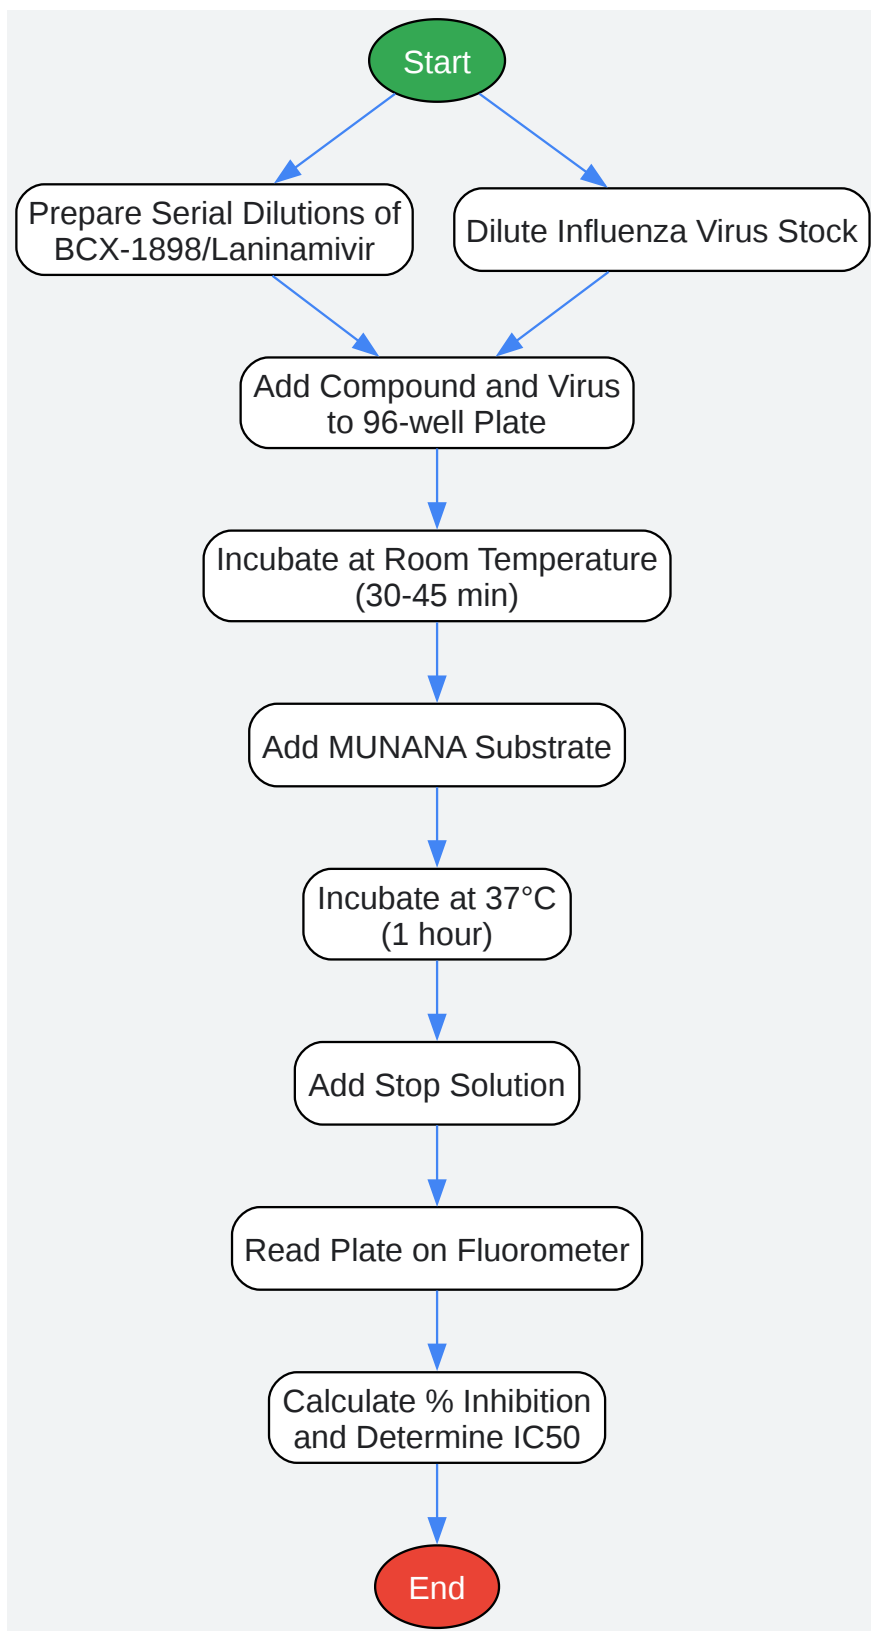 Start
Prepare Serial Dilutions of
BCX-1898/Laninamivir
Dilute Influenza Virus Stock
Add Compound and Virus
to 96-well Plate
Incubate at Room Temperature
(30-45 min)
Add MUNANA Substrate
Incubate at 37°C
(1 hour)
Add Stop Solution
Read Plate on Fluorometer
Calculate % Inhibition
and Determine IC50
End